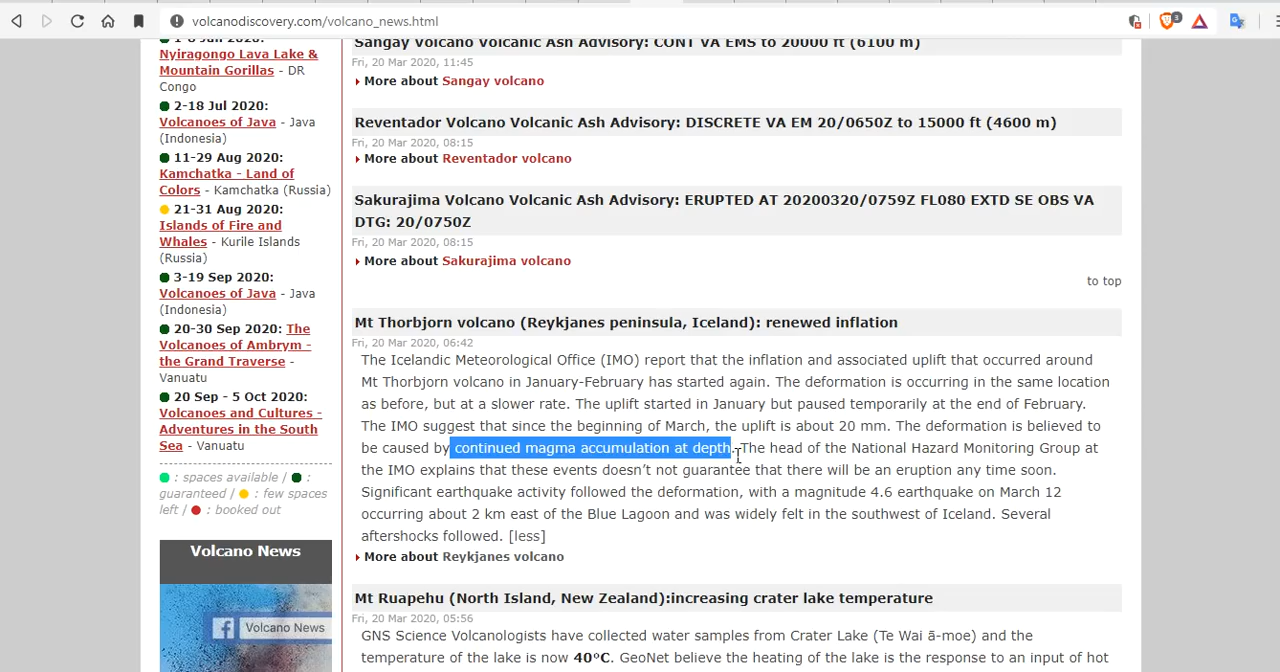 volcanodiscovery.com/volcano_news.html
3
1-8 Jan 2020:
Nyiragongo Lava Lake &
Mountain Gorillas - DR
Congo
2-18 Jul 2020:
Volcanoes of Java - Java
(Indonesia)
11-29 Aug 2020:
Kamchatka - Land of
Colors - Kamchatka (Russia)
21-31 Aug 2020:
Islands of Fire and
Whales - Kurile Islands
(Russia)
3-19 Sep 2020:
Volcanoes of Java - Java
(Indonesia)
20-30 Sep 2020: The
Volcanoes of Ambrym -
the Grand Traverse -
Vanuatu
20 Sep - 5 Oct 2020:
Volcanoes and Cultures -
Adventures in the South
Sea - Vanuatu
: spaces available / :
guaranteed / : few spaces
left / : booked out
Volcano News
Volcano News
Sangay Volcano Volcanic Ash Advisory: CONT VA EMS to 20000 ft (6100 m)
Fri, 20 Mar 2020, 11:45
More about Sangay volcano
Reventador Volcano Volcanic Ash Advisory: DISCRETE VA EM 20/0650Z to 15000 ft (4600 m)
Fri, 20 Mar 2020, 08:15
More about Reventador volcano
Sakurajima Volcano Volcanic Ash Advisory: ERUPTED AT 20200320/0759Z FL080 EXTD SE OBS VA
DTG: 20/0750Z
Fri, 20 Mar 2020, 08:15
More about Sakurajima volcano
to top
Mt Thorbjorn volcano (Reykjanes peninsula, Iceland): renewed inflation
Fri, 20 Mar 2020, 06:42
The Icelandic Meteorological Office (IMO) report that the inflation and associated uplift that occurred around
Mt Thorbjorn volcano in January-February has started again. The deformation is occurring in the same location
as before, but at a slower rate. The uplift started in January but paused temporarily at the end of February.
The IMO suggest that since the beginning of March, the uplift is about 20 mm. The deformation is believed to
be caused by continued magma accumulation at depth. The head of the National Hazard Monitoring Group at
the IMO explains that these events doesn't not guarantee that there will be an eruption any time soon.
Significant earthquake activity followed the deformation, with a magnitude 4.6 earthquake on March 12
occurring about 2 km east of the Blue Lagoon and was widely felt in the southwest of Iceland. Several
aftershocks followed. [less]
More about Reykjanes volcano
Mt Ruapehu (North Island, New Zealand):increasing crater lake temperature
Fri, 20 Mar 2020, 05:56
GNS Science Volcanologists have collected water samples from Crater Lake (Te Wai ā-moe) and the
temperature of the lake is now 40ºC. GeoNet believe the heating of the lake is the response to an input of hot